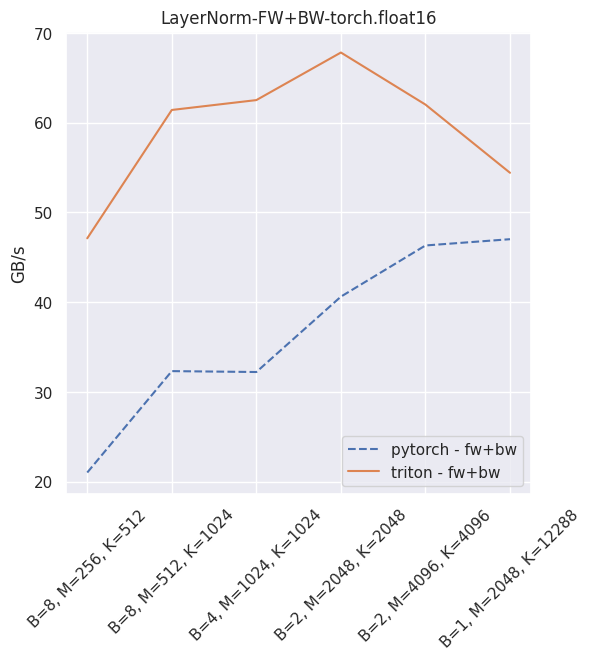 LayerNorm-FW+BW-torch.float16
70
60
50
40
30
20
GB/s
pytorch - fw+bw
triton - fw+bw
B=8, M=256, K=512
B=8, M=512, K=1024
B=4, M=1024, K=1024
B=2, M=2048, K=2048
B=2, M=4096, K=4096
B=1, M=2048, K=12288